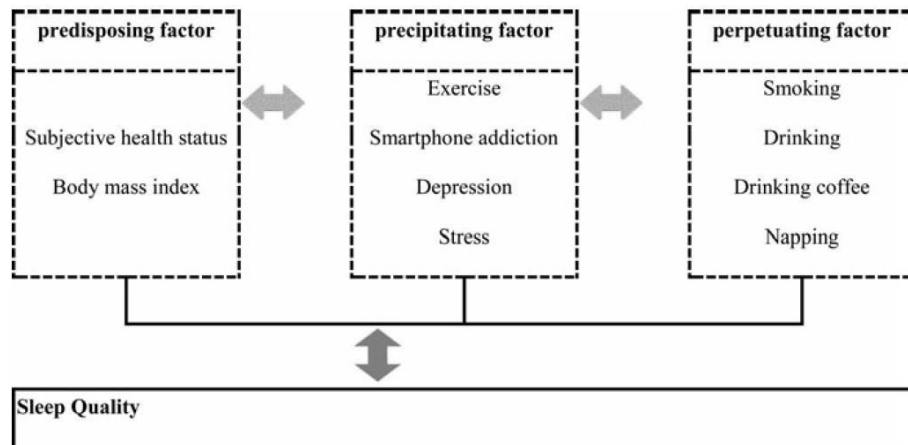 predisposing factor
Subjective health status
Body mass index
precipitating factor
Exercise
Smartphone addiction
Depression
Stress
perpetuating factor
Smoking
Drinking
Drinking coffee
Napping
Sleep Quality